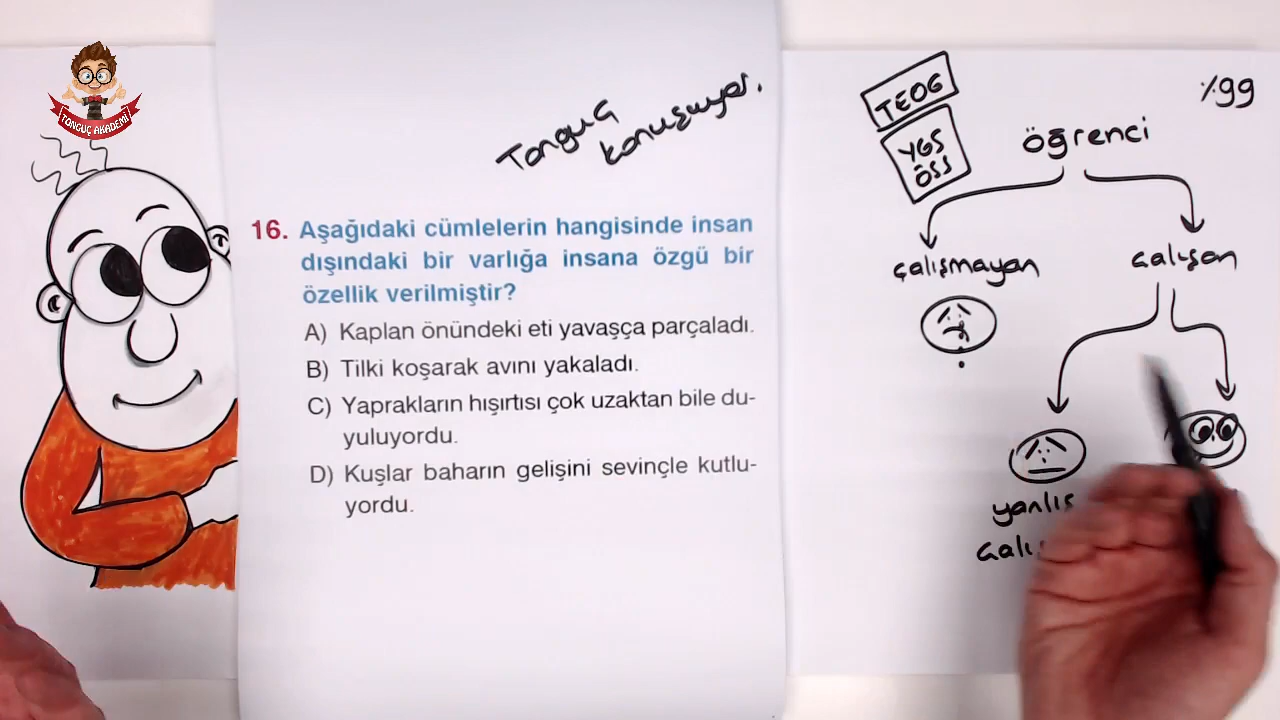 TONGUÇ AKADEMİ
Tonguç
konuşuyor.
16. Aşağıdaki cümlelerin hangisinde insan
dışındaki bir varlığa insana özgü bir
özellik verilmiştir?
A) Kaplan önündeki eti yavaşça parçaladı.
B) Tilki koşarak avını yakaladı.
C) Yaprakların hışırtısı çok uzaktan bile du-
yuluyordu.
D) Kuşlar baharın gelişini sevinçle kutlu-
yordu.
TEOG
YGS
ÖSS
%99
öğrenci
çalışmayan
çalışan
yanlış